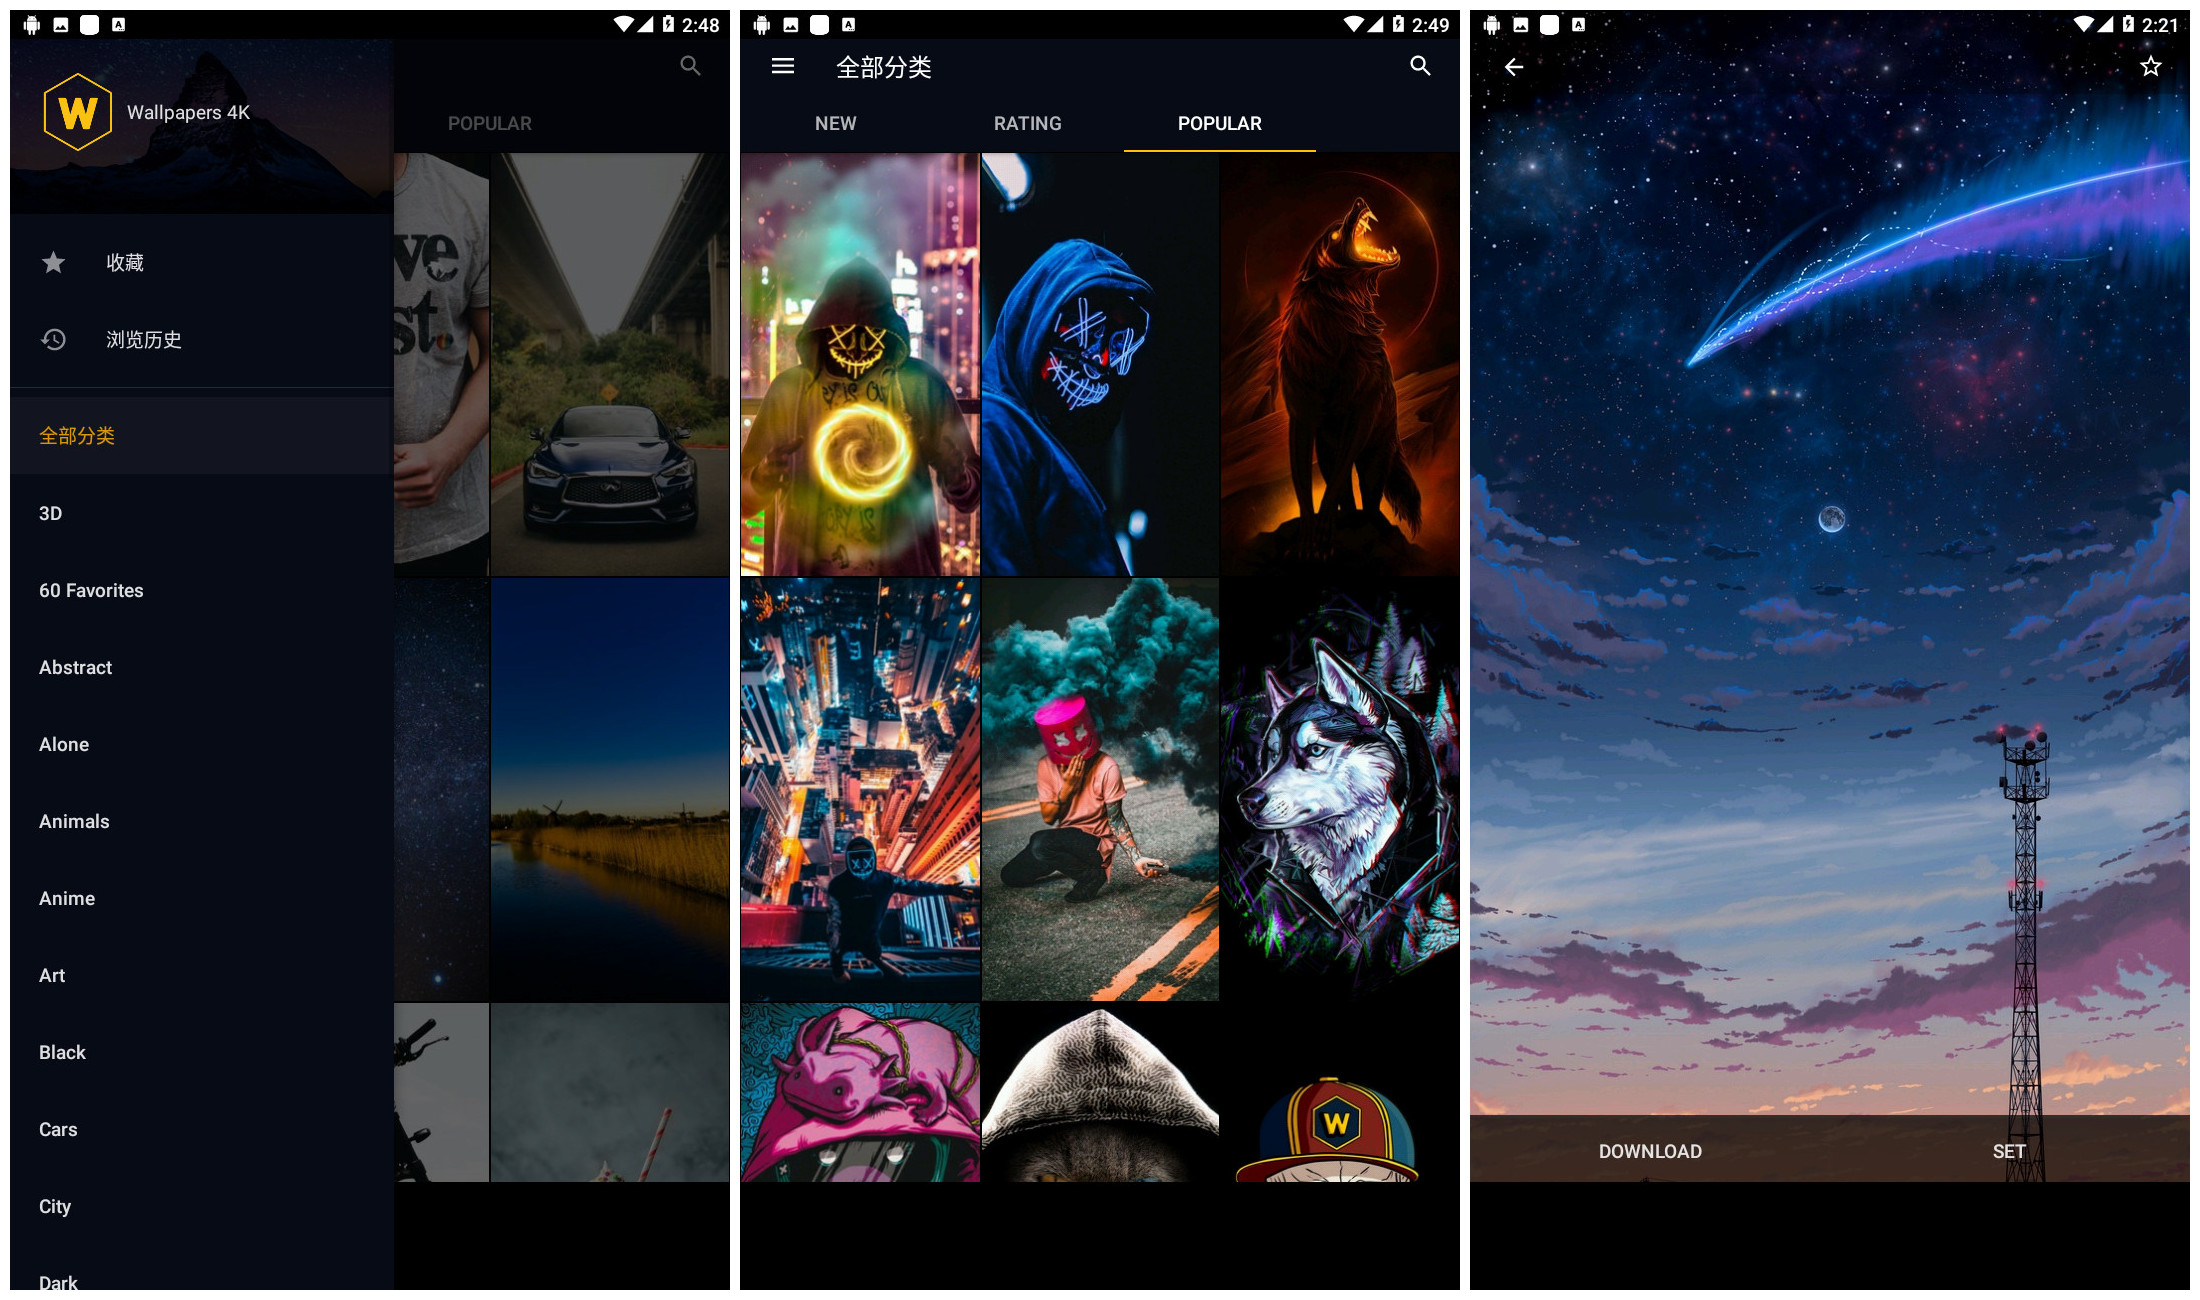 2:48
W
Wallpapers 4K
收藏
浏览历史
全部分类
3D
60 Favorites
Abstract
Alone
Animals
Anime
Art
Black
Cars
City
Dark
POPULAR
ve
st.
2:49
全部分类
NEW
RATING
POPULAR
W
2:21
DOWNLOAD
SET